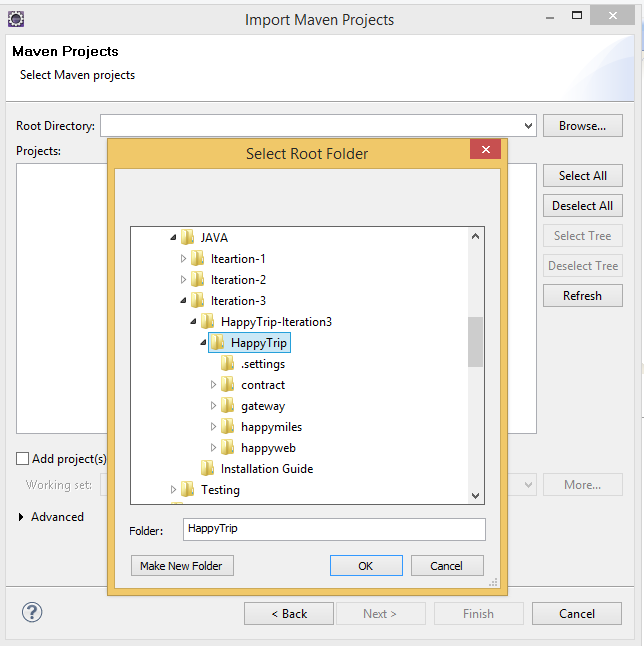 Import Maven Projects
Maven Projects
Select Maven projects
Root Directory:
Browse...
Projects:
Select All
Deselect All
Select Tree
Deselect Tree
Refresh
Select Root Folder
JAVA
Iteartion-1
Iteration-2
Iteration-3
HappyTrip-Iteration3
HappyTrip
.settings
contract
gateway
happymiles
happyweb
Installation Guide
Testing
Folder: HappyTrip
Make New Folder
OK
Cancel
Add project(s)
Working set:
More...
Advanced
?
< Back
Next >
Finish
Cancel